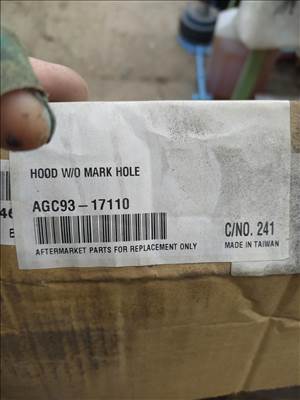 HOOD W/O MARK HOLE
AGC93-17110
C/NO. 241
AFTERMARKET PARTS FOR REPLACEMENT ONLY
MADE IN TAIWAN